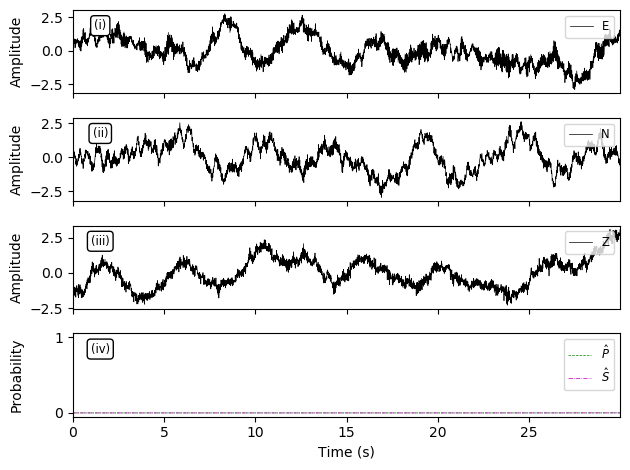 Amplitude
2.5
0.0
−2.5
(i)
E
Amplitude
2.5
0.0
−2.5
(ii)
N
Amplitude
2.5
0.0
−2.5
(iii)
Z
Probability
1
0
(iv)
P̂
Ŝ
0 5 10 15 20 25
Time (s)